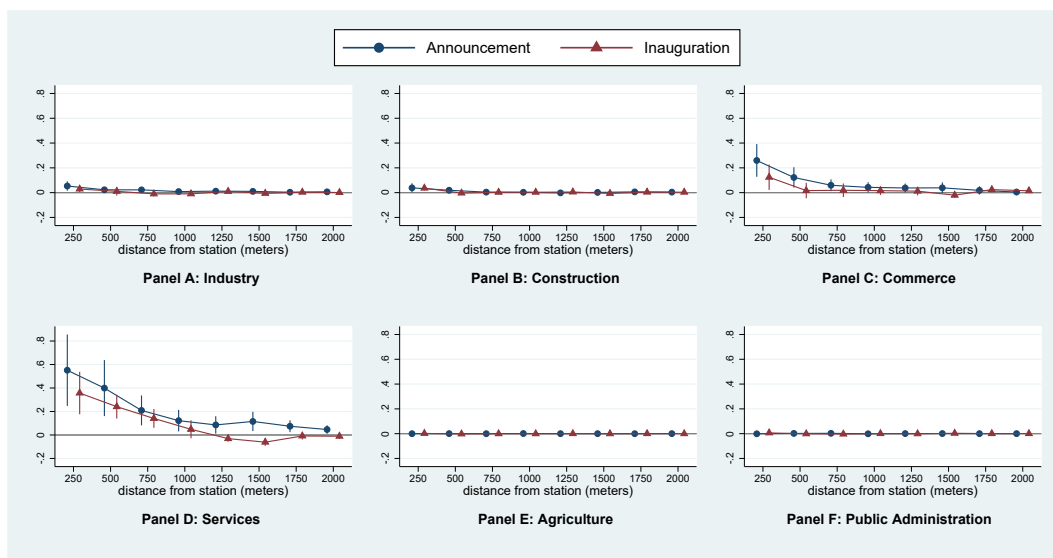 Announcement Inauguration
.8
.6
.4
.2
0
-.2
250 500 750 1000 1250 1500 1750 2000
distance from station (meters)
Panel A: Industry
.8
.6
.4
.2
0
-.2
250 500 750 1000 1250 1500 1750 2000
distance from station (meters)
Panel B: Construction
.8
.6
.4
.2
0
-.2
250 500 750 1000 1250 1500 1750 2000
distance from station (meters)
Panel C: Commerce
.8
.6
.4
.2
0
-.2
250 500 750 1000 1250 1500 1750 2000
distance from station (meters)
Panel D: Services
.8
.6
.4
.2
0
-.2
250 500 750 1000 1250 1500 1750 2000
distance from station (meters)
Panel E: Agriculture
.8
.6
.4
.2
0
-.2
250 500 750 1000 1250 1500 1750 2000
distance from station (meters)
Panel F: Public Administration